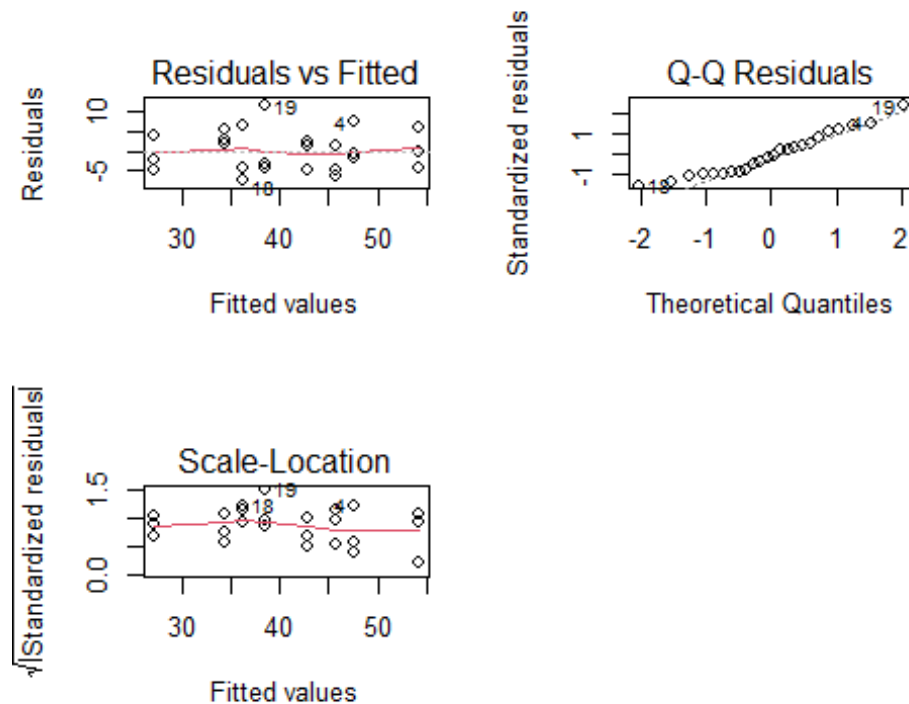 Residuals vs Fitted
Residuals
10
-5
19
4
18
30 40 50
Fitted values
Q-Q Residuals
Standardized residuals
1
-1
19
4
18
-2 -1 0 1 2
Theoretical Quantiles
Scale-Location
√|Standardized residuals|
1.5
0.0
19
18
4
30 40 50
Fitted values